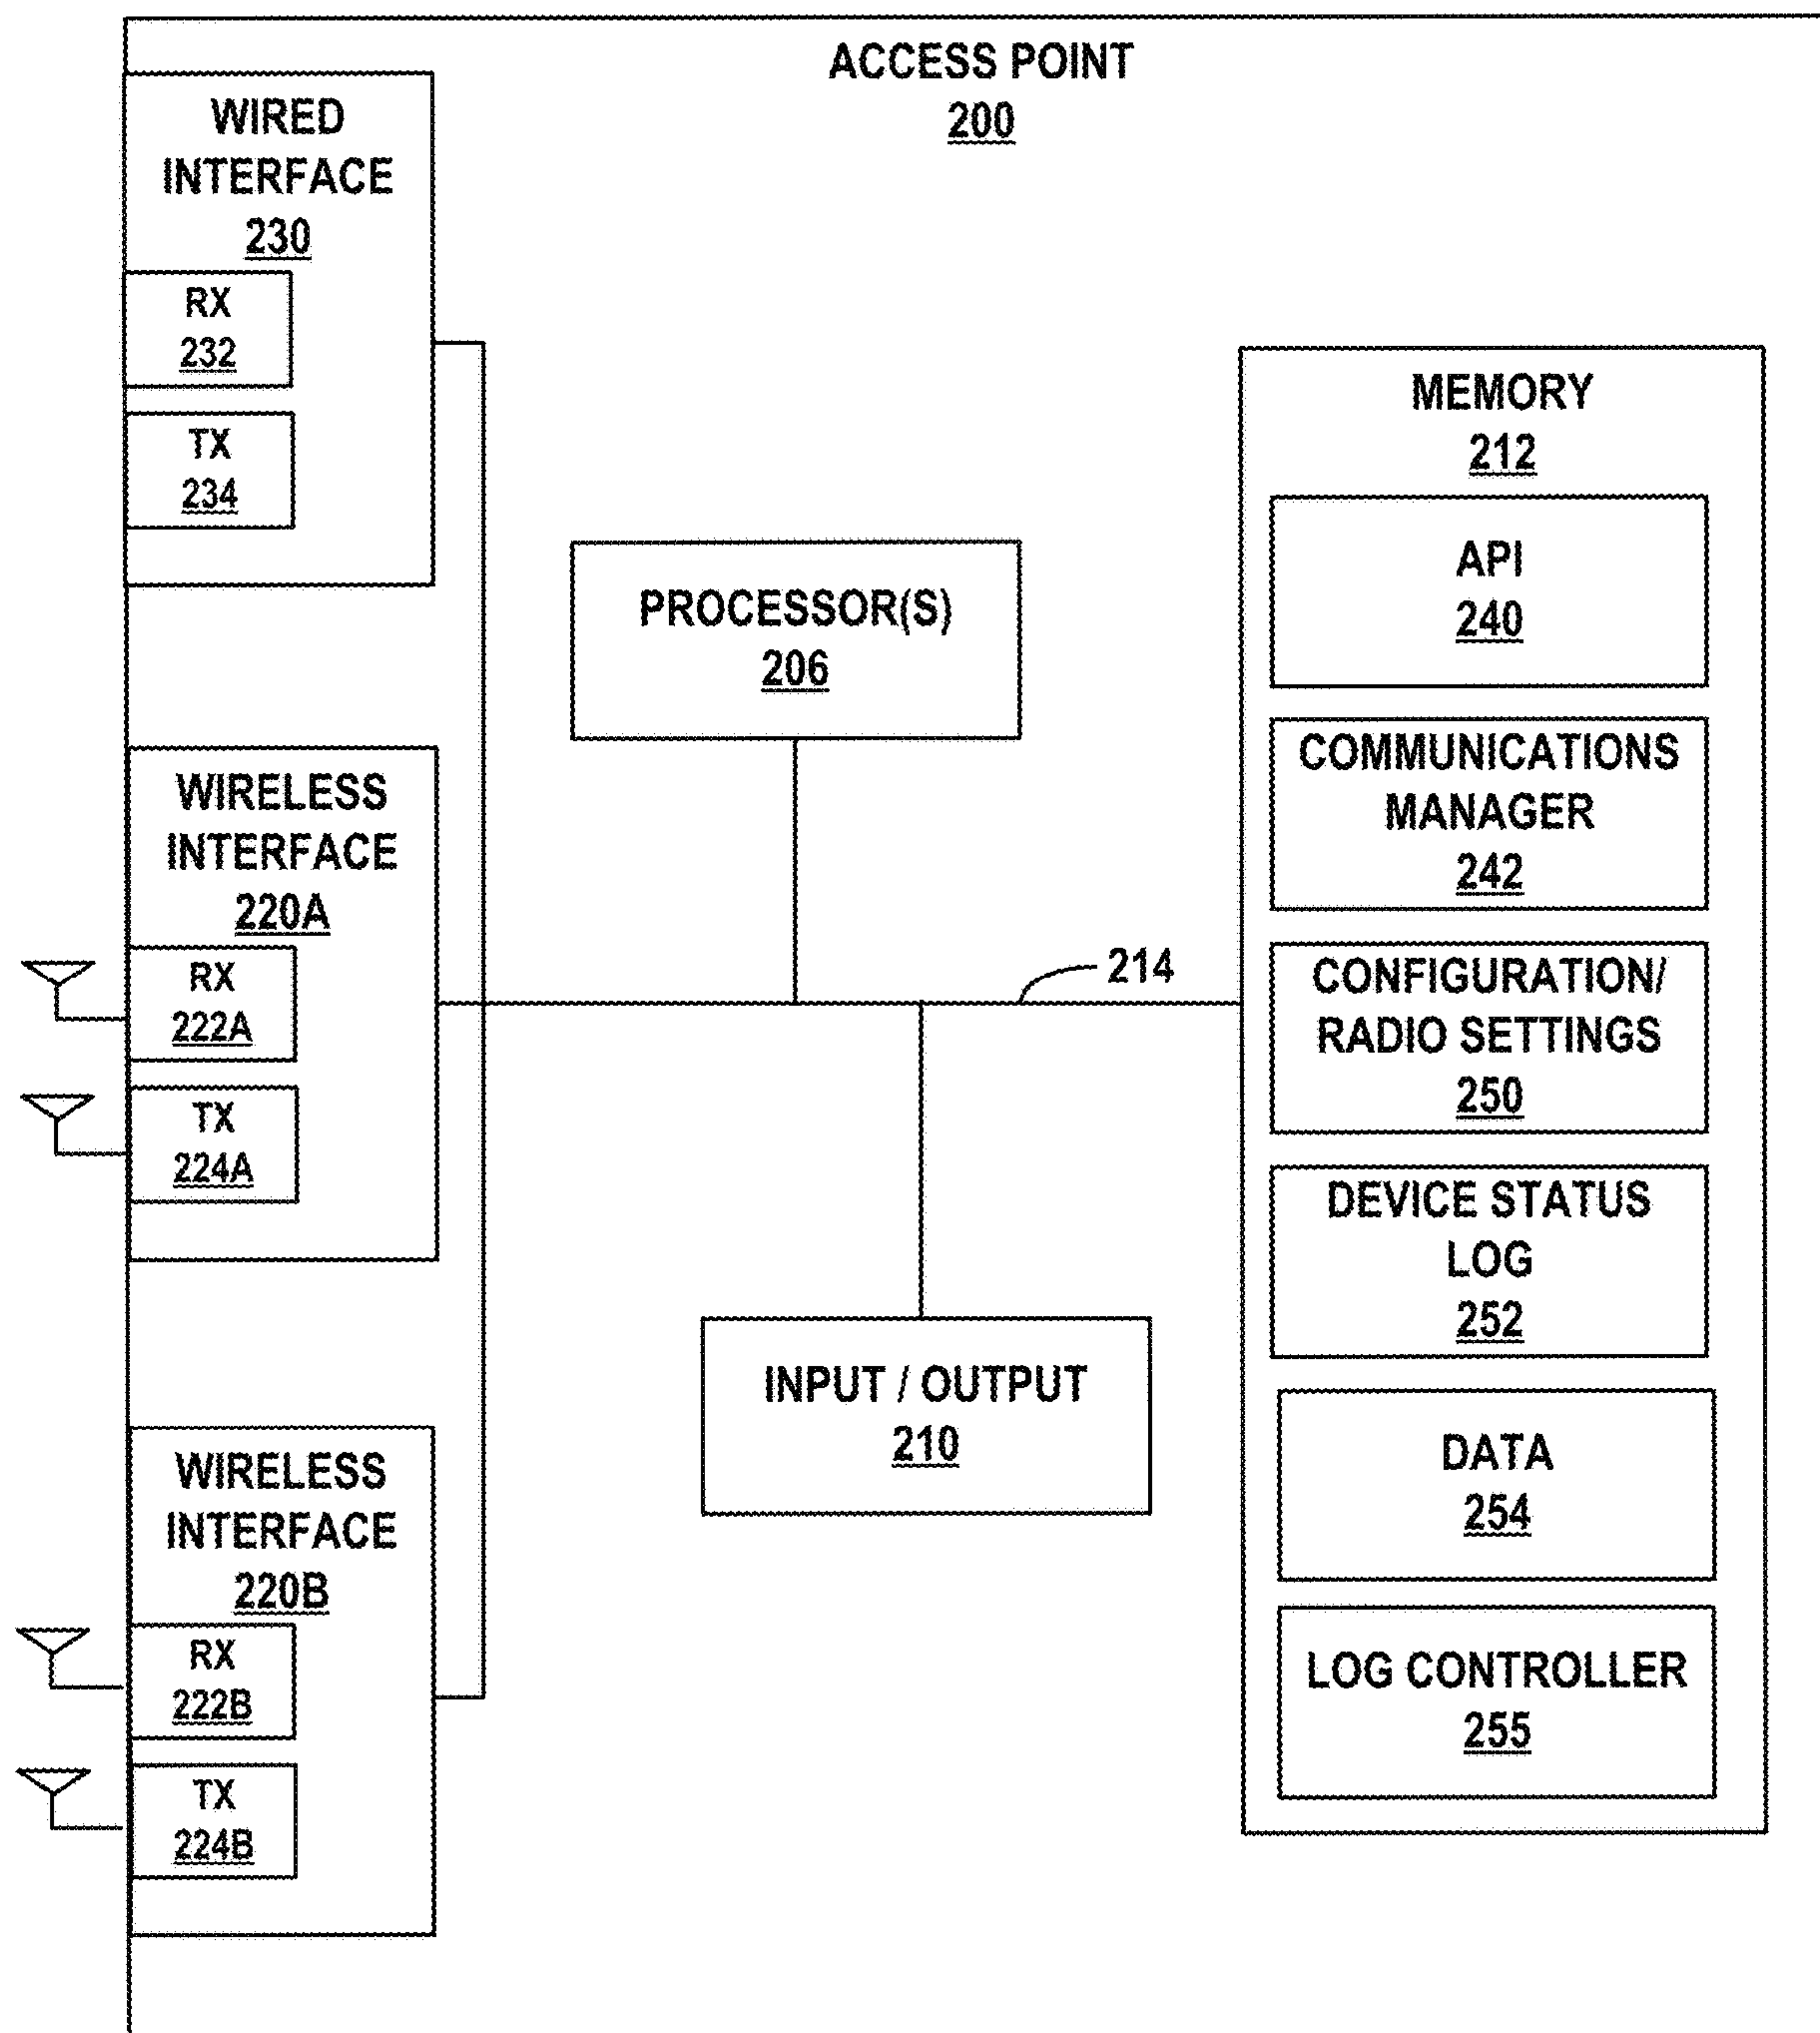 ACCESS POINT
200
WIRED
INTERFACE
230
RX
232
TX
234
WIRELESS
INTERFACE
220A
RX
222A
TX
224A
WIRELESS
INTERFACE
220B
RX
222B
TX
224B
PROCESSOR(S)
206
214
INPUT / OUTPUT
210
MEMORY
212
API
240
COMMUNICATIONS
MANAGER
242
CONFIGURATION/
RADIO SETTINGS
250
DEVICE STATUS
LOG
252
DATA
254
LOG CONTROLLER
255